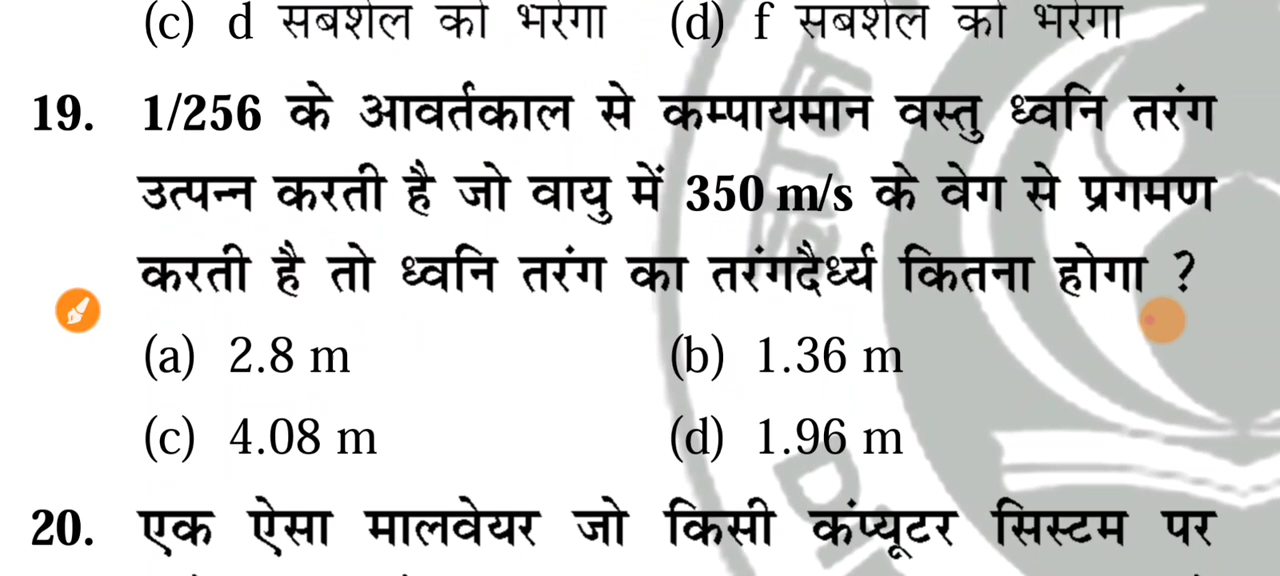 (c) d सबशेल को भरेगा (d) f सबशेल को भरेगा
19. 1/256 के आवर्तकाल से कम्पायमान वस्तु ध्वनि तरंग
उत्पन्न करती है जो वायु में 350 m/s के वेग से प्रगमण
करती है तो ध्वनि तरंग का तरंगदैर्ध्य कितना होगा ?
(a) 2.8 m (b) 1.36 m
(c) 4.08 m (d) 1.96 m
20. एक ऐसा मालवेयर जो किसी कंप्यूटर सिस्टम पर